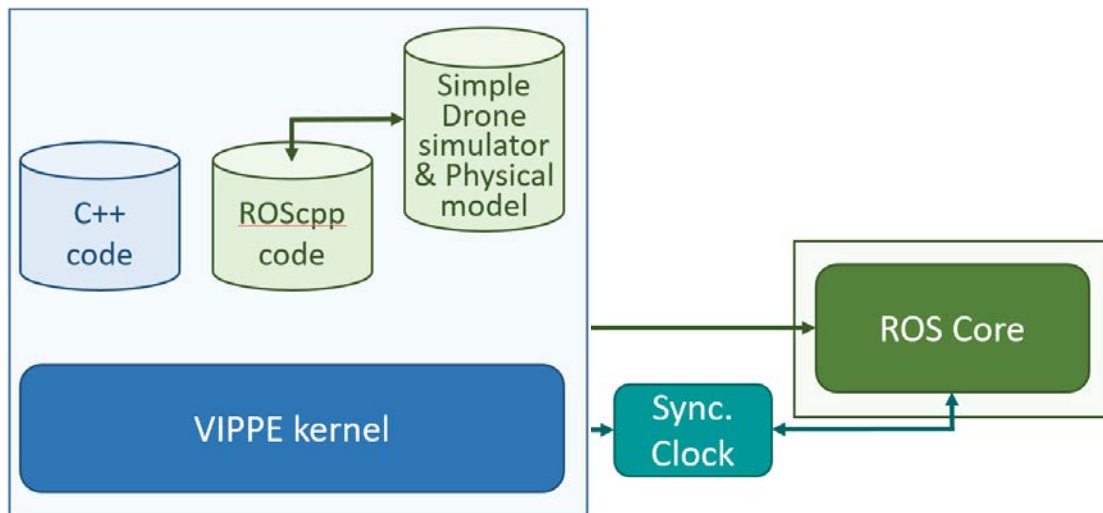 Simple
Drone
simulator
& Physical
model
C++
code
ROScpp
code
ROS Core
VIPPE kernel
Sync.
Clock